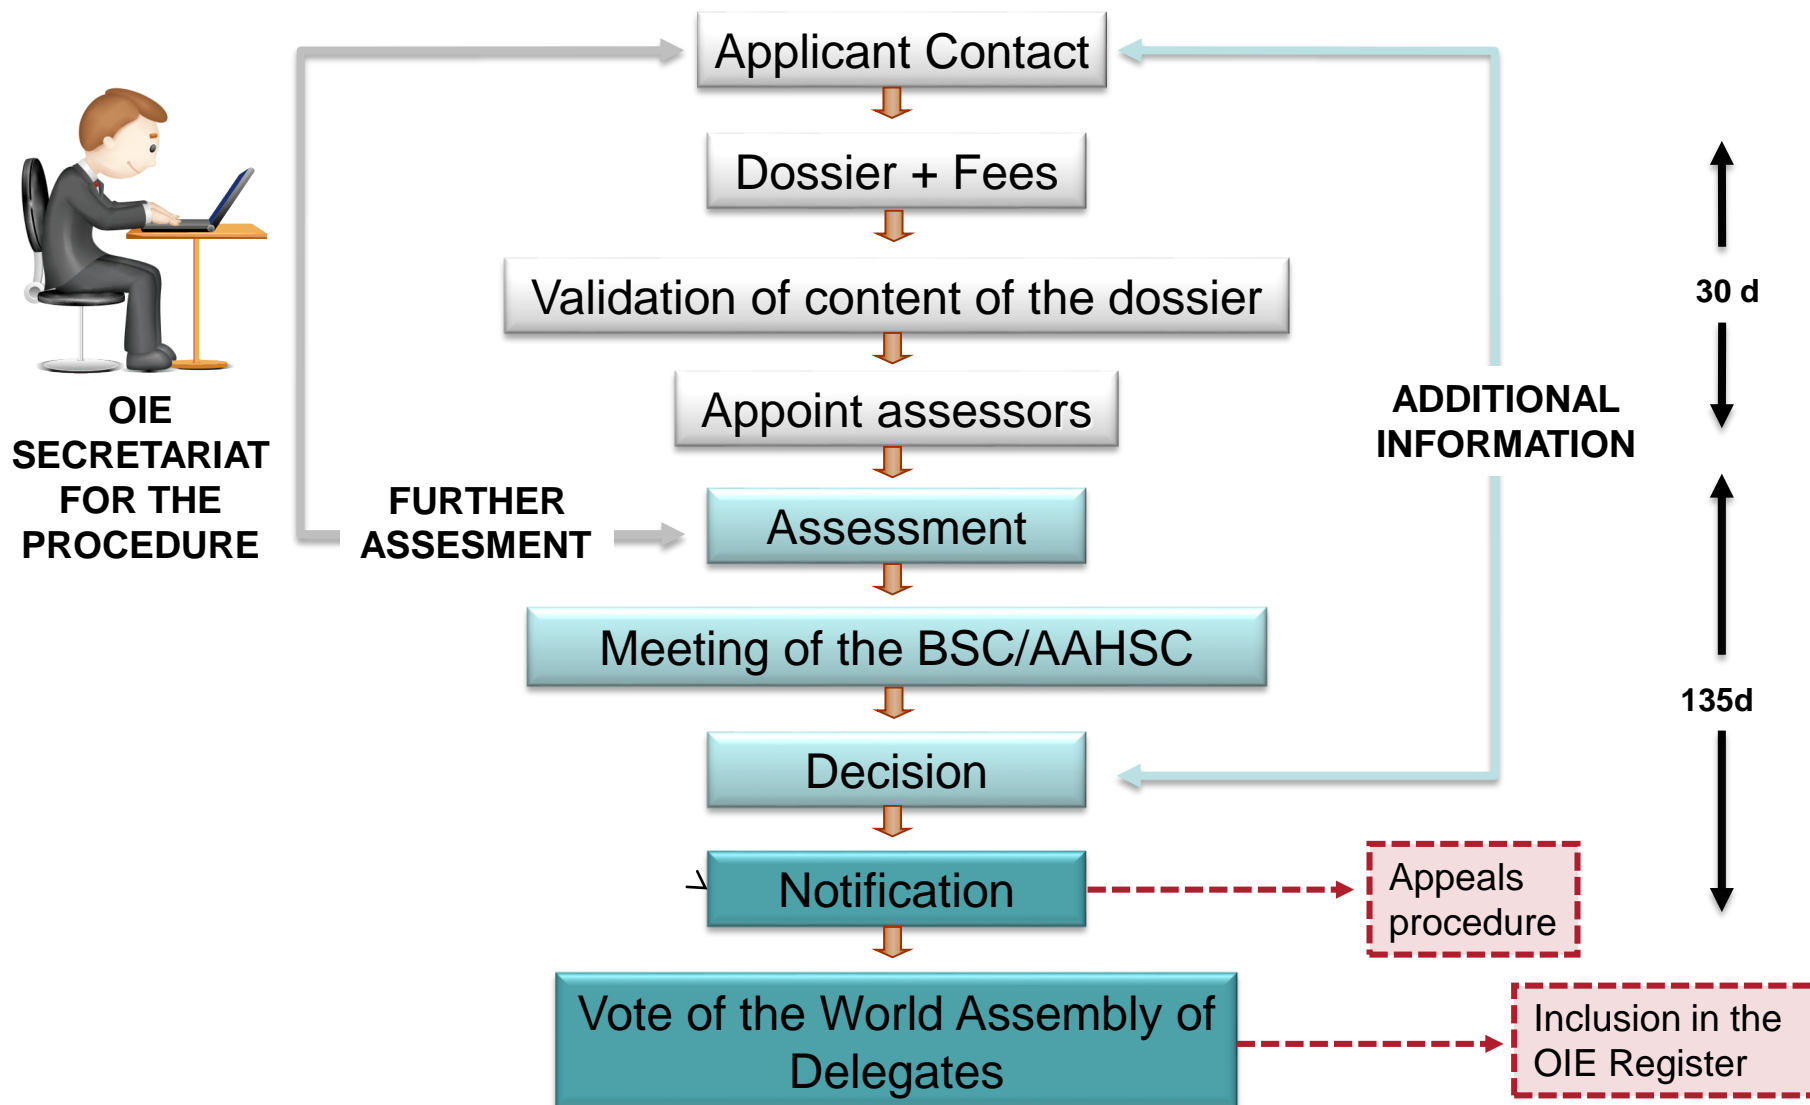 Applicant Contact
Dossier + Fees
Validation of content of the dossier
30 d
Appoint assessors
OIE
SECRETARIAT
FOR THE
PROCEDURE
ADDITIONAL
INFORMATION
FURTHER
ASSESMENT
Assessment
Meeting of the BSC/AAHSC
135d
Decision
Notification
Appeals
procedure
Vote of the World Assembly of
Delegates
Inclusion in the
OIE Register